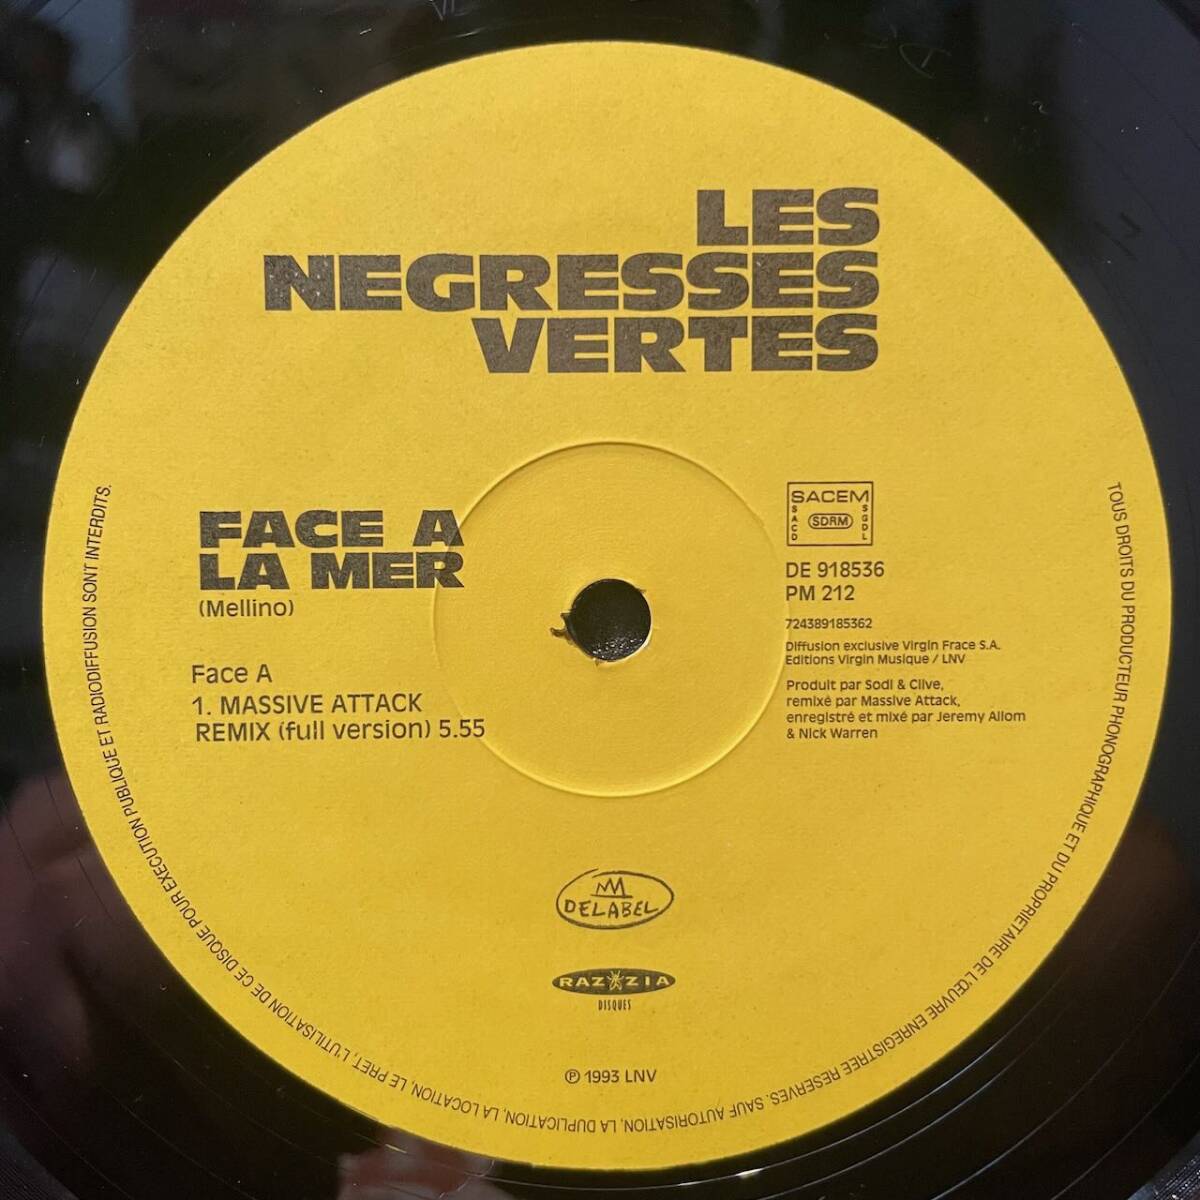 LES
NEGRESSES
VERTES
FACE A
LA MER
(Mellino)
Face A
1. MASSIVE ATTACK
REMIX (full version) 5.55
SACEM
SACD
SDRM
SGDL
DE 918536
PM 212
724389185362
Diffusion exclusive Virgin Frace S.A.
Editions Virgin Musique / LNV
Produit par Sodi & Clive,
remixé par Massive Attack,
enregistré et mixé par Jeremy Allom
& Nick Warren
DELABEL
RAZZIA
DISQUES
℗ 1993 LNV
TOUS DROITS DU PRODUCTEUR PHONOGRAPHIQUE ET DU PROPRIETAIRE DE L'ŒUVRE ENREGISTREE RESERVES. SAUF AUTORISATION, LA DUPLICATION, LA LOCATION, LE PRET, L'UTILISATION DE CE DISQUE POUR EXECUTION PUBLIQUE ET RADIODIFFUSION SONT INTERDITS.